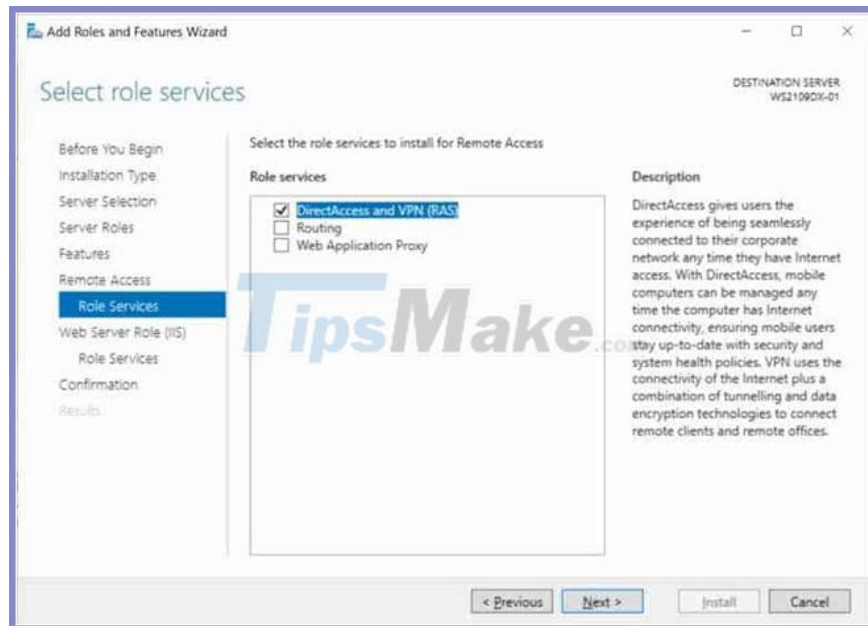 Add Roles and Features Wizard
Select role services
DESTINATION SERVER
WS2109DX-01
Before You Begin
Installation Type
Server Selection
Server Roles
Features
Remote Access
Role Services
Web Server Role (IIS)
Role Services
Confirmation
Results
Select the role services to install for Remote Access
Role services
DirectAccess and VPN (RAS)
Routing
Web Application Proxy
Description
DirectAccess gives users the
experience of being seamlessly
connected to their corporate
network any time they have Internet
access. With DirectAccess, mobile
computers can be managed any
time the computer has Internet
connectivity, ensuring mobile users
stay up-to-date with security and
system health policies. VPN uses the
connectivity of the Internet plus a
combination of tunnelling and data
encryption technologies to connect
remote clients and remote offices.
TipsMake.com
< Previous
Next >
Install
Cancel